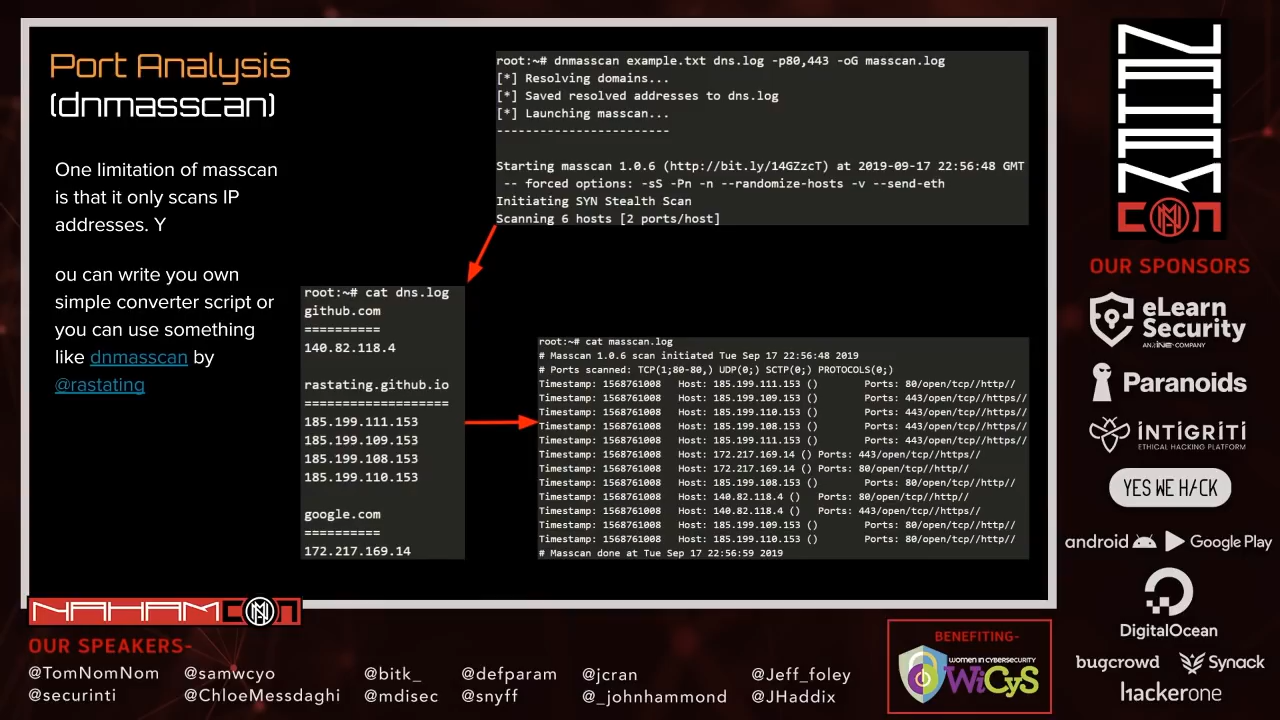 Port Analysis
(dnmasscan)
One limitation of masscan
is that it only scans IP
addresses. Y
ou can write you own
simple converter script or
you can use something
like dnmasscan by
@rastating
root:~# dnmasscan example.txt dns.log -p80,443 -oG masscan.log
[*] Resolving domains...
[*] Saved resolved addresses to dns.log
[*] Launching masscan...
-----------------------
Starting masscan 1.0.6 (http://bit.ly/14GZzcT) at 2019-09-17 22:56:48 GMT
-- forced options: -sS -Pn -n --randomize-hosts -v --send-eth
Initiating SYN Stealth Scan
Scanning 6 hosts [2 ports/host]
root:~# cat dns.log
github.com
==========
140.82.118.4
rastating.github.io
===================
185.199.111.153
185.199.109.153
185.199.108.153
185.199.110.153
google.com
==========
172.217.169.14
root:~# cat masscan.log
# Masscan 1.0.6 scan initiated Tue Sep 17 22:56:48 2019
# Ports scanned: TCP(1;80-80,) UDP(0;) SCTP(0;) PROTOCOLS(0;)
Timestamp: 1568761008 Host: 185.199.111.153 () Ports: 80/open/tcp//http//
Timestamp: 1568761008 Host: 185.199.109.153 () Ports: 443/open/tcp//https//
Timestamp: 1568761008 Host: 185.199.110.153 () Ports: 443/open/tcp//https//
Timestamp: 1568761008 Host: 185.199.108.153 () Ports: 443/open/tcp//https//
Timestamp: 1568761008 Host: 185.199.111.153 () Ports: 443/open/tcp//https//
Timestamp: 1568761008 Host: 172.217.169.14 () Ports: 443/open/tcp//https//
Timestamp: 1568761008 Host: 172.217.169.14 () Ports: 80/open/tcp//http//
Timestamp: 1568761008 Host: 185.199.108.153 () Ports: 80/open/tcp//http//
Timestamp: 1568761008 Host: 140.82.118.4 () Ports: 80/open/tcp//http//
Timestamp: 1568761008 Host: 140.82.118.4 () Ports: 443/open/tcp//https//
Timestamp: 1568761008 Host: 185.199.109.153 () Ports: 80/open/tcp//http//
Timestamp: 1568761008 Host: 185.199.110.153 () Ports: 80/open/tcp//http//
# Masscan done at Tue Sep 17 22:56:59 2019
NAHAM
CON
OUR SPONSORS
eLearn
Security
AN INE COMPANY
Paranoids
INTIGRITI
ETHICAL HACKING PLATFORM
YES WE H/CK
android Google Play
DigitalOcean
bugcrowd Synack
hackerone
NAHAMCON
OUR SPEAKERS-
@TomNomNom @samwcyo @bitk_ @defparam @jcran @Jeff_foley
@securinti @ChloeMessdaghi @mdisec @snyff @_johnhammond @JHaddix
BENEFITING-
WOMEN IN CYBERSECURITY
WiCyS